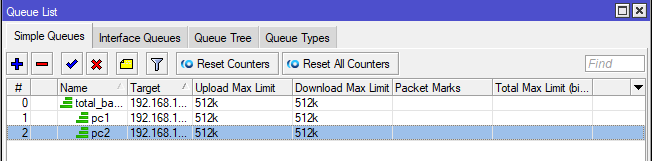 Queue List
Simple Queues Interface Queues Queue Tree Queue Types
Reset Counters Reset All Counters Find
# Name Target Upload Max Limit Download Max Limit Packet Marks Total Max Limit (bi...
0 total_ba... 192.168.1... 512k 512k
1 pc1 192.168.1... 512k 512k
2 pc2 192.168.1... 512k 512k